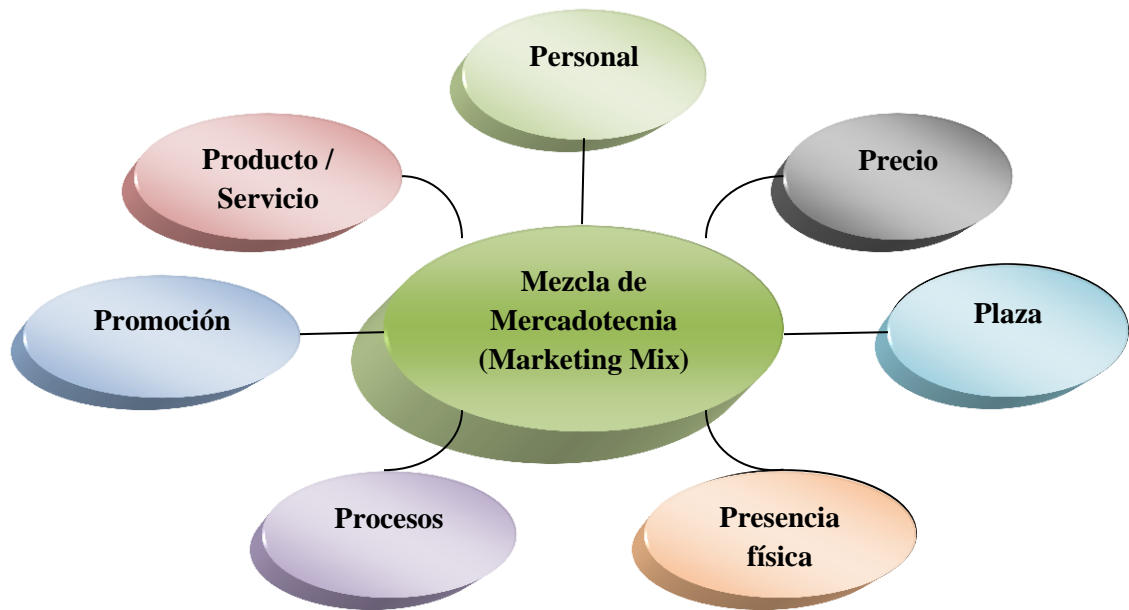 Personal
Producto /
Servicio
Precio
Mezcla de
Mercadotecnia
(Marketing Mix)
Promoción
Plaza
Procesos
Presencia
física